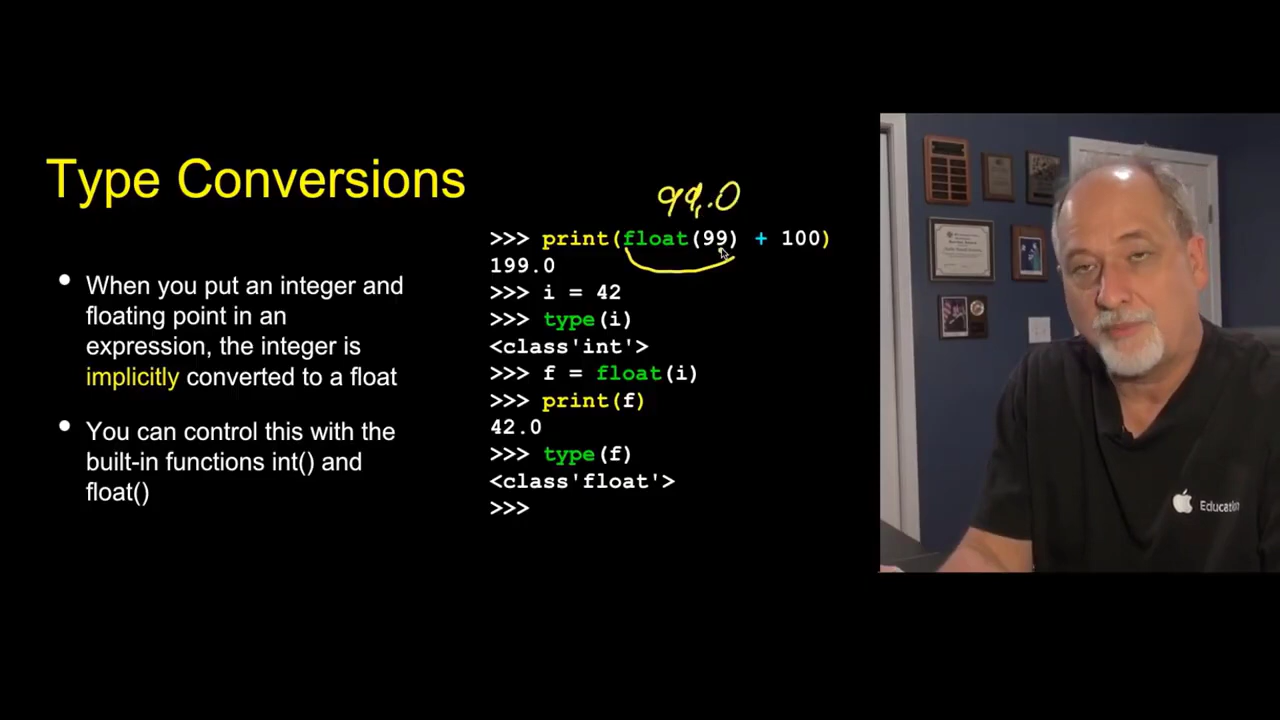 Type Conversions
• When you put an integer and
floating point in an
expression, the integer is
implicitly converted to a float
• You can control this with the
built-in functions int() and
float()
99.0
>>> print(float(99) + 100)
199.0
>>> i = 42
>>> type(i)
<class'int'>
>>> f = float(i)
>>> print(f)
42.0
>>> type(f)
<class'float'>
>>>
Education